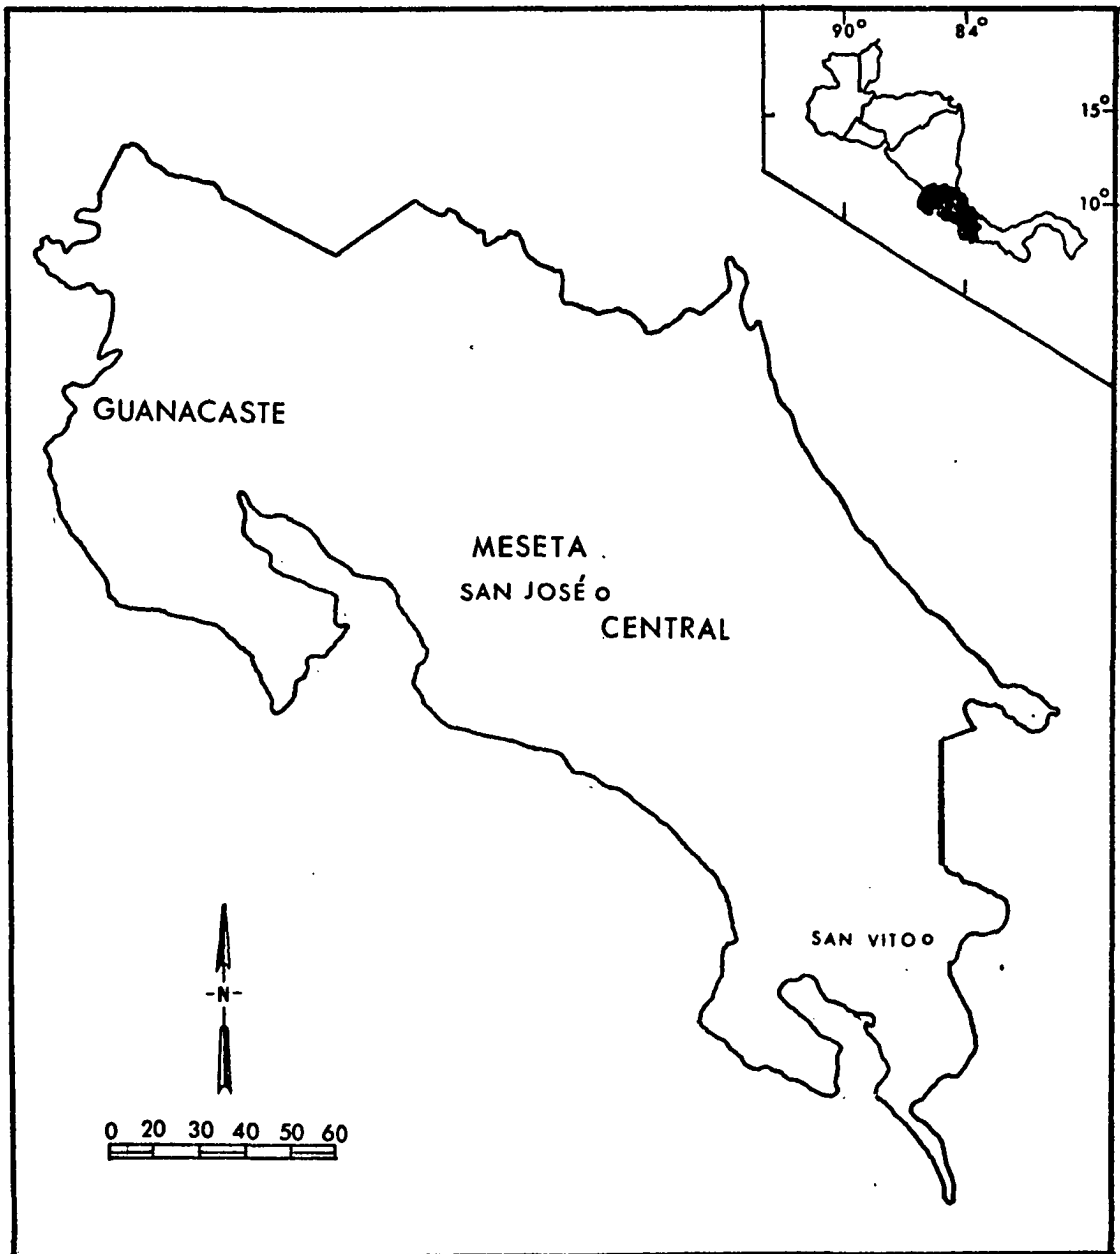 90° 84°
15°
10°
GUANACASTE
MESETA
SAN JOSÉ
CENTRAL
SAN VITO
-N-
0 20 30 40 50 60